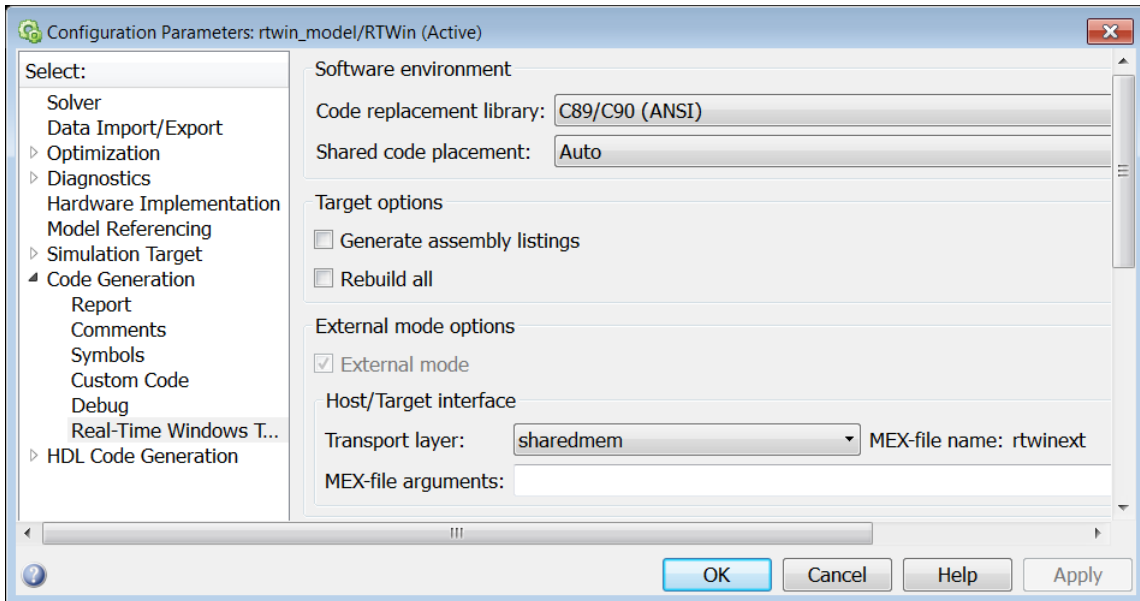 Configuration Parameters: rtwin_model/RTWin (Active)
Select:
Solver
Data Import/Export
Optimization
Diagnostics
Hardware Implementation
Model Referencing
Simulation Target
Code Generation
Report
Comments
Symbols
Custom Code
Debug
Real-Time Windows T...
HDL Code Generation
Software environment
Code replacement library: C89/C90 (ANSI)
Shared code placement: Auto
Target options
Generate assembly listings
Rebuild all
External mode options
External mode
Host/Target interface
Transport layer: sharedmem MEX-file name: rtwinext
MEX-file arguments:
OK Cancel Help Apply